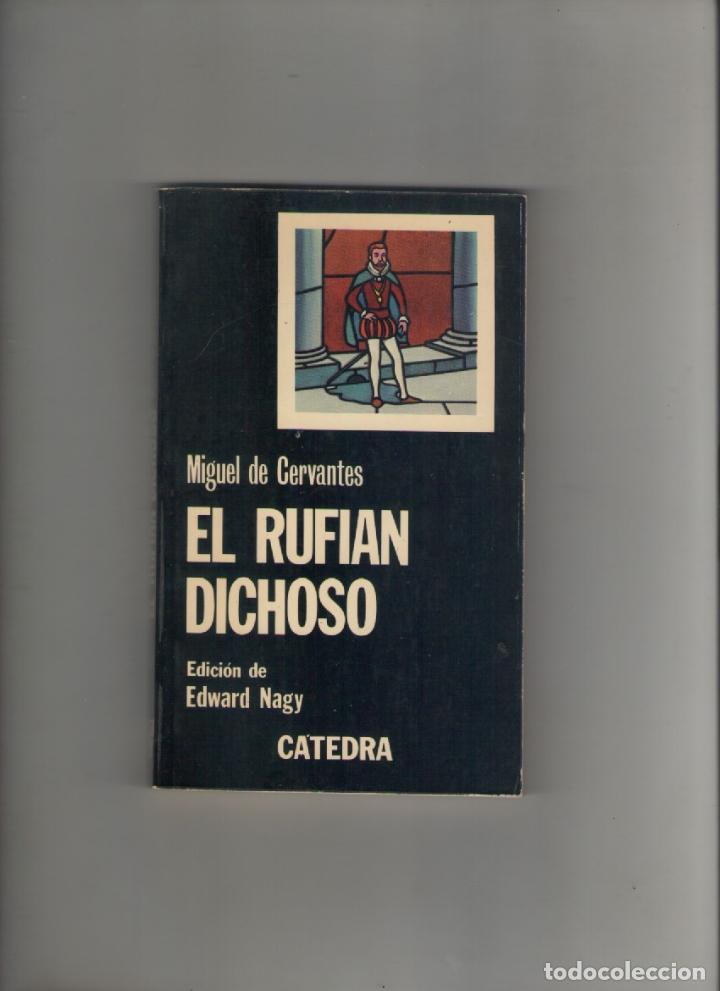 Miguel de Cervantes
EL RUFIAN
DICHOSO
Edición de
Edward Nagy
CATEDRA
todocoleccion